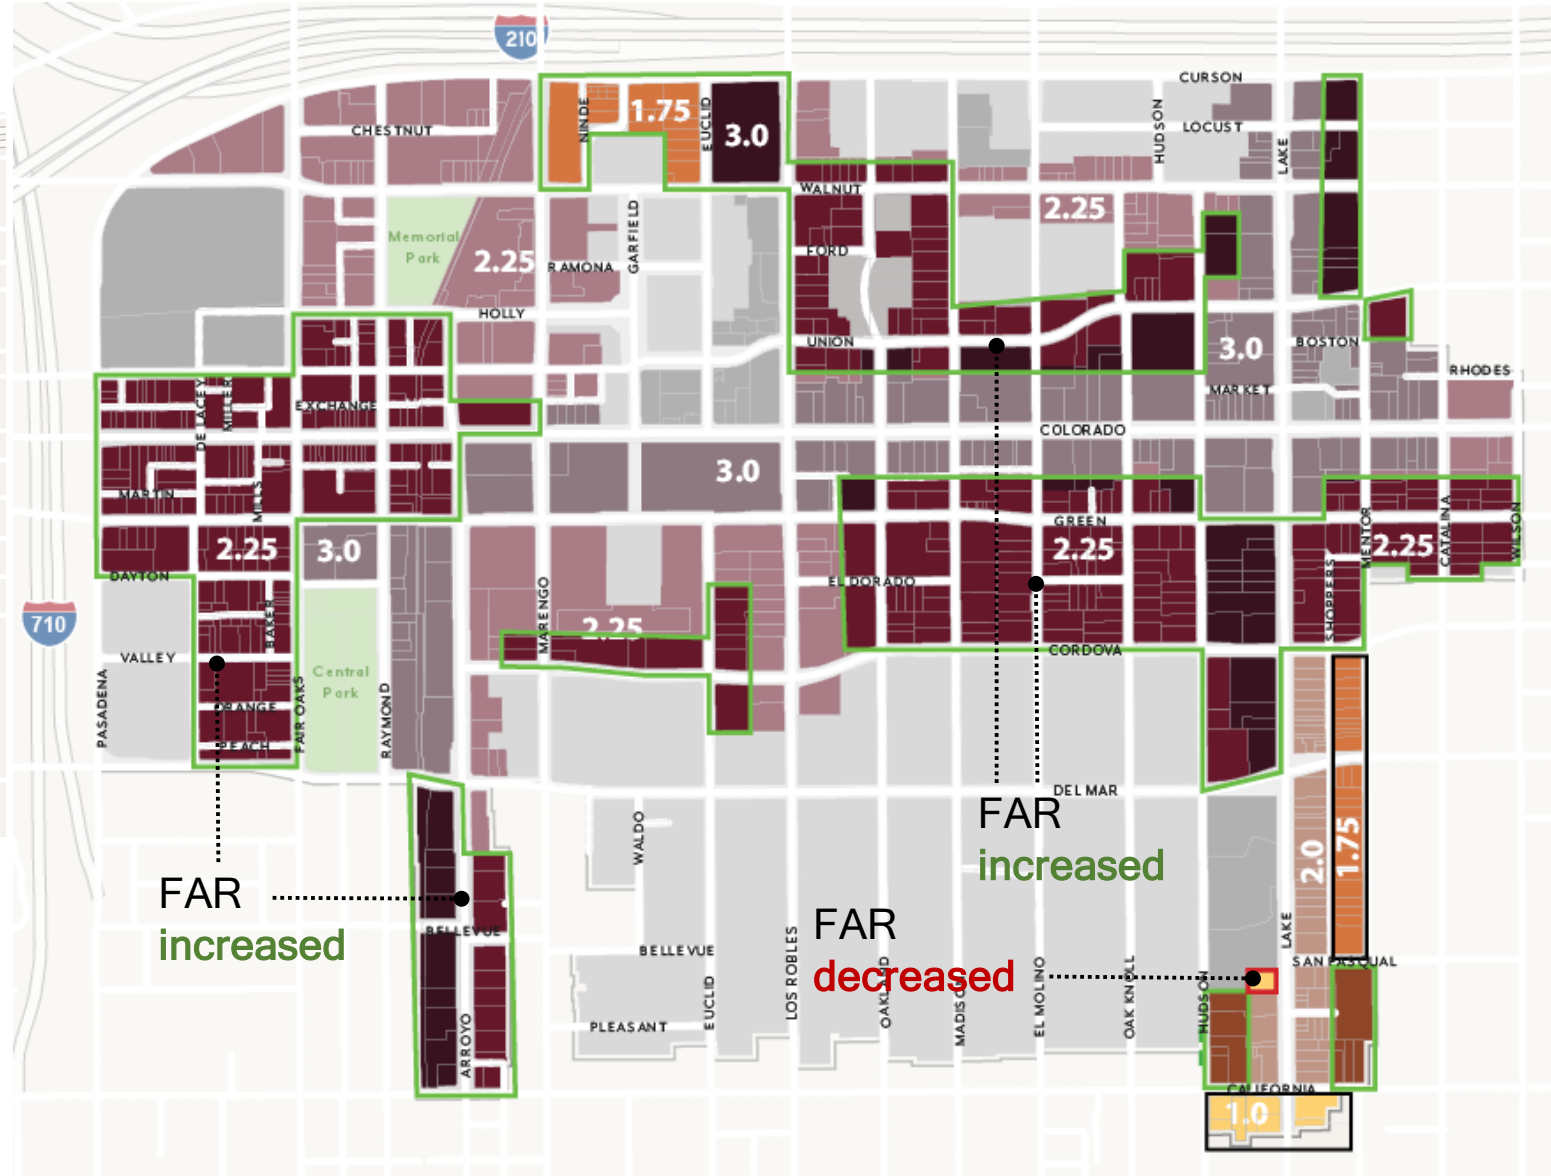 210
CURSON
NINDE
1.75
EUCLID
3.0
CHESTNUT
HUDSON
LOCUST
LAKE
WALNUT
2.25
Memorial
Park
GARFIELD
FORD
2.25
RAMONA
HOLLY
UNION
3.0
BOSTON
RHODES
DE LACEY
MILLER
EXCHANGE
MARKET
COLORADO
3.0
MARTIN
MILLS
GREEN
MENTOR
CATALINA
WILSON
2.25
3.0
2.25
2.25
DAYTON
EL DORADO
SHOPPERS
710
BAKER
MARENGO
2.25
VALLEY
CORDOVA
Central
Park
PASADENA
ORANGE
FAIR OAKS
RAYMOND
PEACH
DEL MAR
FAR
increased
WALDO
2.0
1.75
FAR
increased
FAR
decreased
BELLEVUE
BELLEVUE
LAKE
SAN PASQUAL
EUCLID
LOS ROBLES
OAKLAND
MADISON
EL MOLINO
OAK KNOLL
HUDSON
PLEASANT
ARROYO
CALIFORNIA
1.0